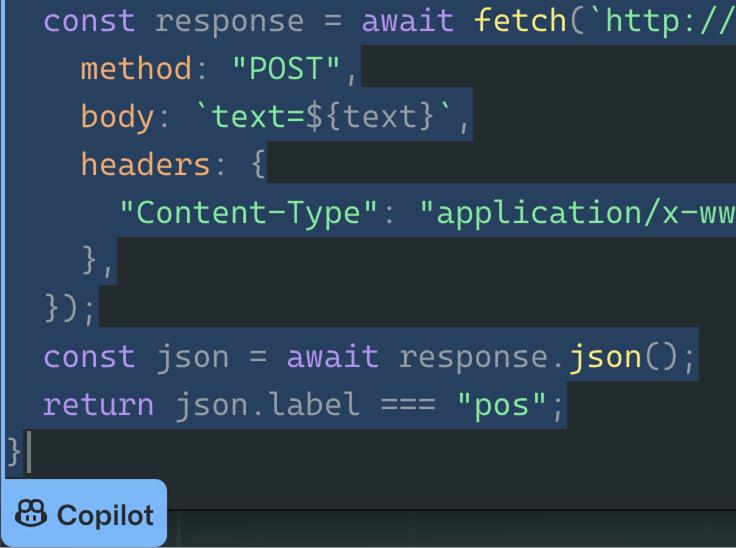 const response = await fetch(`http://
method: "POST",
body: `text=${text}`,
headers: {
"Content-Type": "application/x-ww
},
});
const json = await response.json();
return json.label === "pos";
}
Copilot